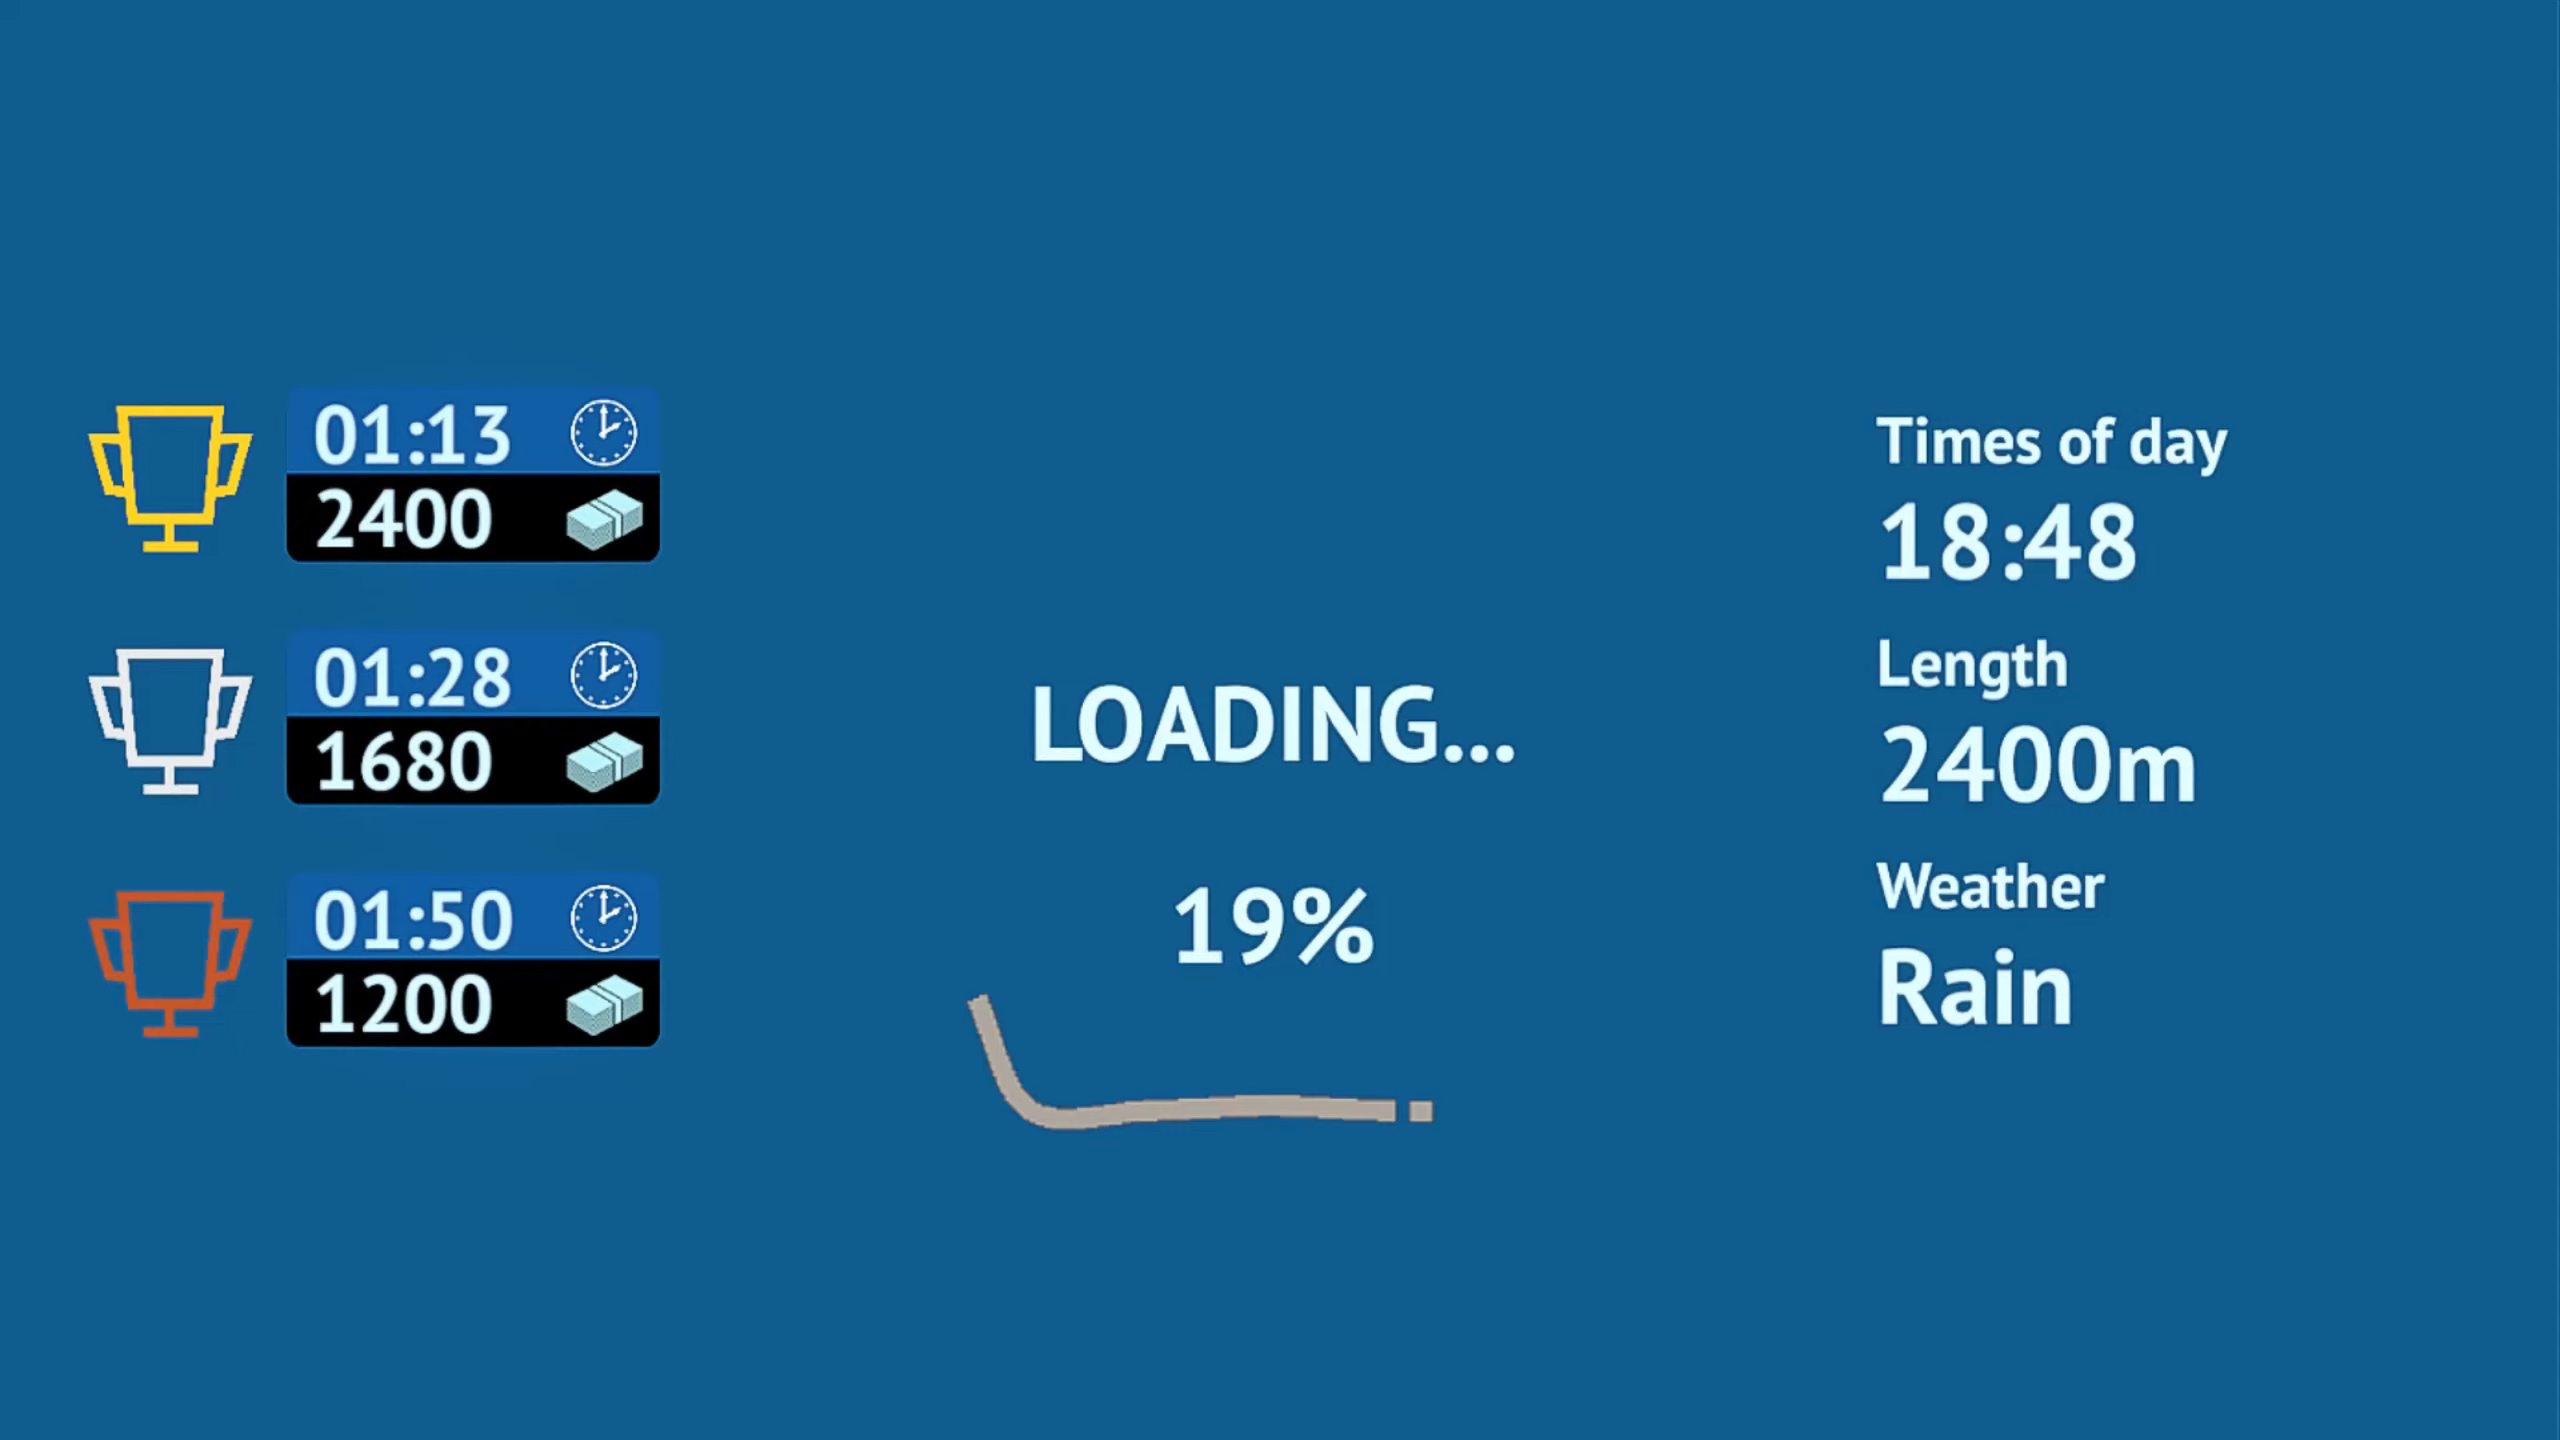 01:13
2400
01:28
1680
01:50
1200
LOADING...
19%
Times of day
18:48
Length
2400m
Weather
Rain